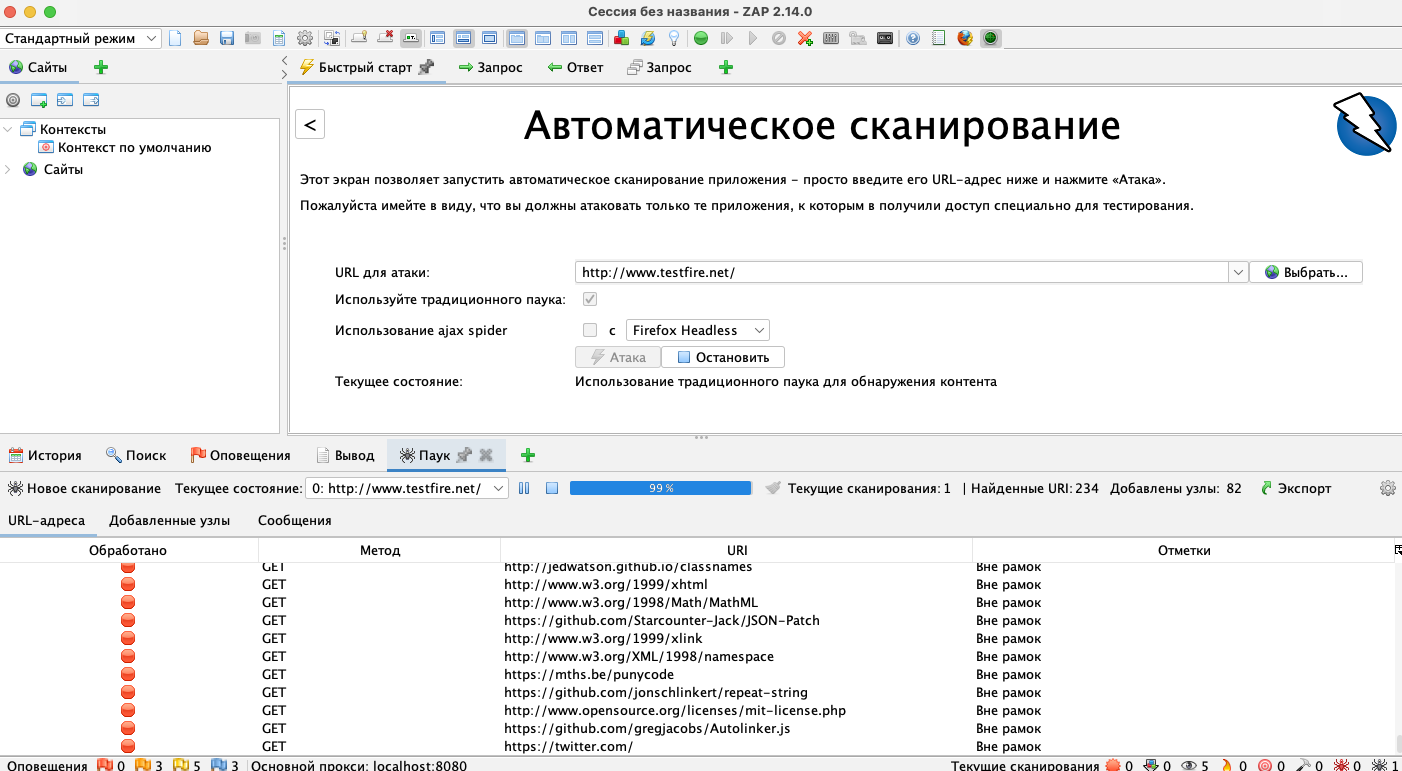 Сессия без названия - ZAP 2.14.0
Стандартный режим
Сайты
Быстрый старт Запрос Ответ Запрос
<
Автоматическое сканирование
Контексты
Контекст по умолчанию
Сайты
Этот экран позволяет запустить автоматическое сканирование приложения – просто введите его URL-адрес ниже и нажмите «Атака».
Пожалуйста имейте в виду, что вы должны атаковать только те приложения, к которым в получили доступ специально для тестирования.
URL для атаки: http://www.testfire.net/ Выбрать...
Используйте традиционного паука:
Использование ajax spider с Firefox Headless
Атака Остановить
Текущее состояние: Использование традиционного паука для обнаружения контента
История Поиск Оповещения Вывод Паук
Новое сканирование Текущее состояние: 0: http://www.testfire.net/ 99% Текущие сканирования: 1 | Найденные URI: 234 Добавлены узлы: 82 Экспорт
URL-адреса Добавленные узлы Сообщения
Обработано Метод URI Отметки
GET http://jedwatson.github.io/classnames Вне рамок
GET http://www.w3.org/1999/xhtml Вне рамок
GET http://www.w3.org/1998/Math/MathML Вне рамок
GET https://github.com/Starcounter-Jack/JSON-Patch Вне рамок
GET http://www.w3.org/1999/xlink Вне рамок
GET http://www.w3.org/XML/1998/namespace Вне рамок
GET https://mths.be/punycode Вне рамок
GET https://github.com/jonschlinkert/repeat-string Вне рамок
GET http://www.opensource.org/licenses/mit-license.php Вне рамок
GET https://github.com/gregjacobs/Autolinker.js Вне рамок
GET https://twitter.com/ Вне рамок
Оповещения 0 3 5 3 Основной прокси: localhost:8080 Текущие сканирования 0 0 5 0 0 0 0 1